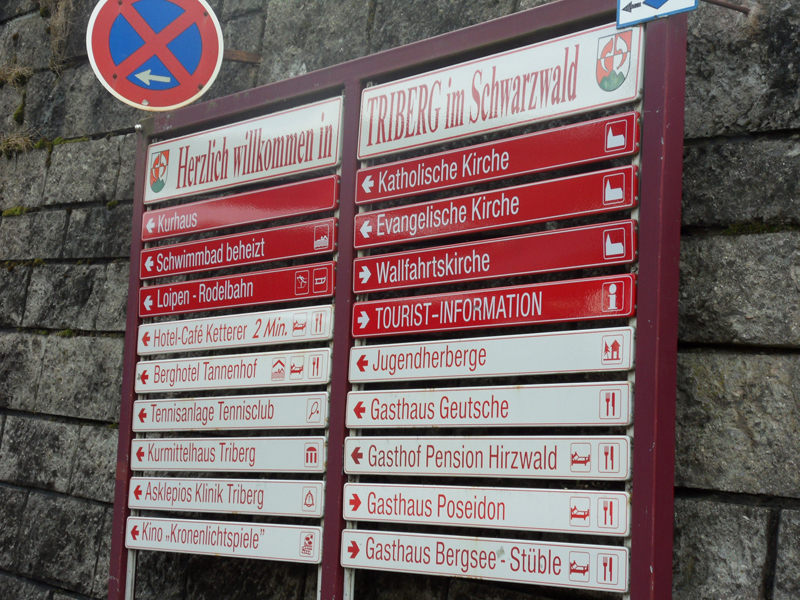 Herzlich willkommen in
Kurhaus
Schwimmbad beheizt
Loipen - Rodelbahn
Hotel-Café Ketterer 2 Min.
Berghotel Tannenhof
Tennisanlage Tennisclub
Kurmittelhaus Triberg
Asklepios Klinik Triberg
Kino „Kronenlichtspiele”
TRIBERG im Schwarzwald
Katholische Kirche
Evangelische Kirche
Wallfahrtskirche
TOURIST-INFORMATION
Jugendherberge
Gasthaus Geutsche
Gasthof Pension Hirzwald
Gasthaus Poseidon
Gasthaus Bergsee - Stüble